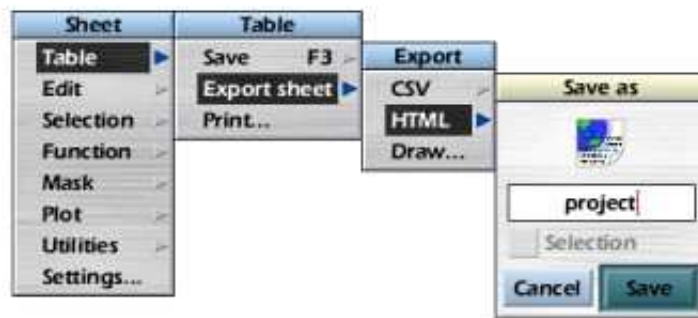 Sheet
Table
Edit
Selection
Function
Mask
Plot
Utilities
Settings...
Table
Save F3
Export sheet
Print...
Export
CSV
HTML
Draw...
Save as
project
Selection
Cancel Save